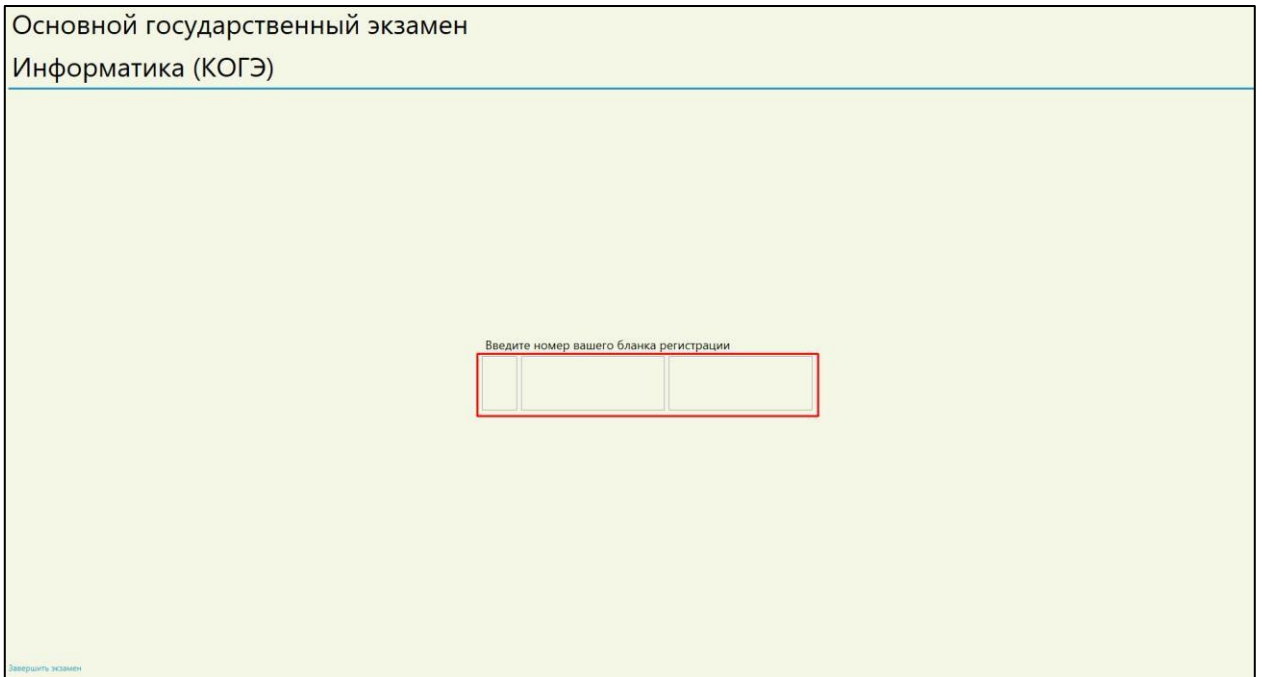 Основной государственный экзамен
Информатика (КОГЭ)
Введите номер вашего бланка регистрации
Завершить экзамен